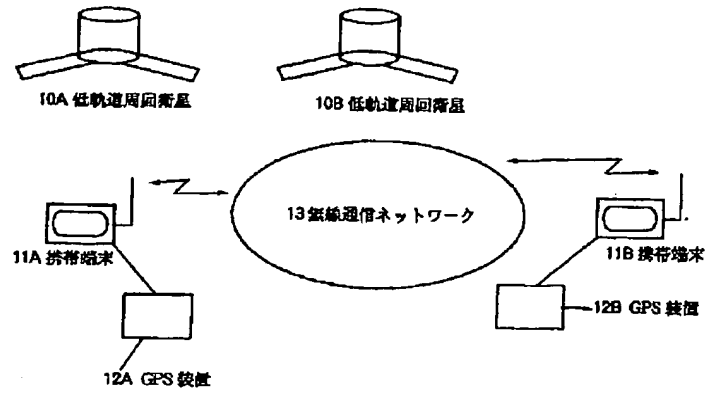 10A 低軌道周回衛星
10B 低軌道周回衛星
13無線通信ネットワーク
11A 携帯端末
11B 携帯端末
12B GPS 装置
12A GPS 装置